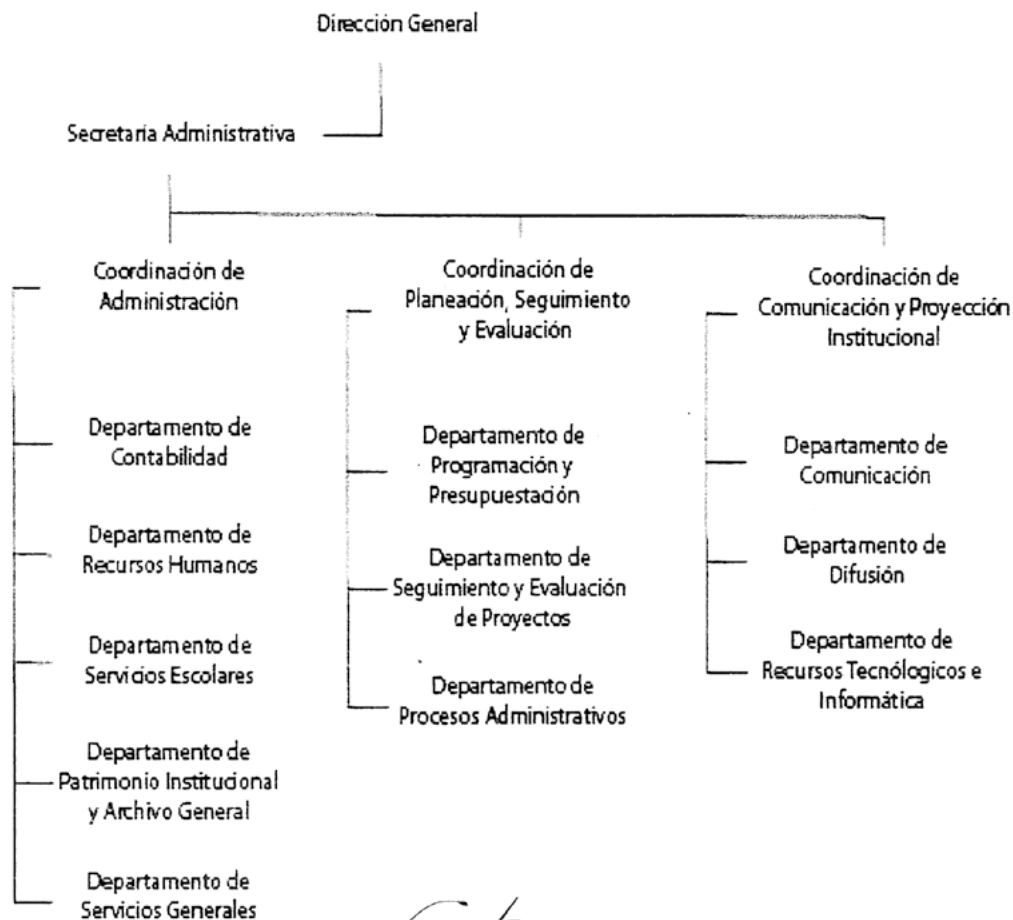 Dirección General
Secretaría Administrativa
Coordinación de
Administración
Departamento de
Contabilidad
Departamento de
Recursos Humanos
Departamento de
Servicios Escolares
Departamento de
Patrimonio Institucional
y Archivo General
Departamento de
Servicios Generales
Coordinación de
Planeación, Seguimiento
y Evaluación
Departamento de
Programación y
Presupuestación
Departamento de
Seguimiento y Evaluación
de Proyectos
Departamento de
Procesos Administrativos
Coordinación de
Comunicación y Proyección
Institucional
Departamento de
Comunicación
Departamento de
Difusión
Departamento de
Recursos Tecnólogicos e
Informática